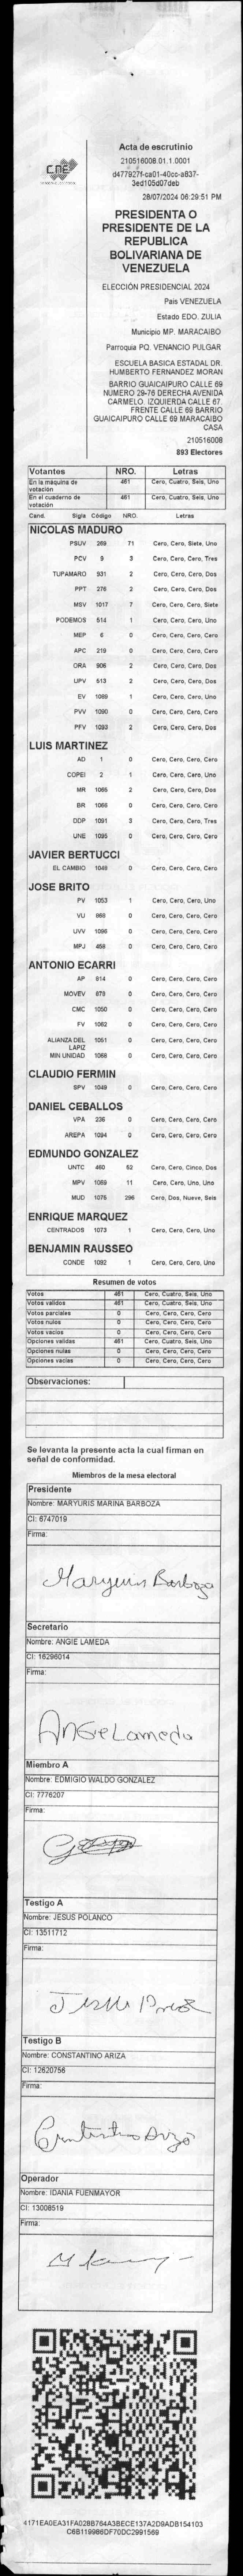 CNE
Acta de escrutinio
210516008.01.1.0001
d477927f-ca01-40cc-a837-
3ed105d07deb
28/07/2024 06:29:51 PM
PRESIDENTA O
PRESIDENTE DE LA
REPUBLICA
BOLIVARIANA DE
VENEZUELA
ELECCIÓN PRESIDENCIAL 2024
Pais VENEZUELA
Estado EDO. ZULIA
Municipio MP. MARACAIBO
Parroquia PQ. VENANCIO PULGAR
ESCUELA BASICA ESTADAL DR.
HUMBERTO FERNANDEZ MORAN
BARRIO GUAICAIPURO CALLE 69
NUMERO 29-76 DERECHA AVENIDA
CARMELO. IZQUIERDA CALLE 67.
FRENTE CALLE 69 BARRIO
GUAICAIPURO CALLE 69 MARACAIBO
CASA
210516008
893 Electores
Votantes NRO. Letras
En la máquina de votación 461 Cero, Cuatro, Seis, Uno
En el cuaderno de votación 461 Cero, Cuatro, Seis, Uno
Cand. Sigla Código NRO. Letras
NICOLAS MADURO
PSUV 269 71 Cero, Cero, Siete, Uno
PCV 9 3 Cero, Cero, Cero, Tres
TUPAMARO 931 2 Cero, Cero, Cero, Dos
PPT 276 2 Cero, Cero, Cero, Dos
MSV 1017 7 Cero, Cero, Cero, Siete
PODEMOS 514 1 Cero, Cero, Cero, Uno
MEP 6 0 Cero, Cero, Cero, Cero
APC 219 0 Cero, Cero, Cero, Cero
ORA 906 2 Cero, Cero, Cero, Dos
UPV 513 2 Cero, Cero, Cero, Dos
EV 1089 1 Cero, Cero, Cero, Uno
PVV 1090 0 Cero, Cero, Cero, Cero
PFV 1093 2 Cero, Cero, Cero, Dos
LUIS MARTINEZ
AD 1 0 Cero, Cero, Cero, Cero
COPEI 2 1 Cero, Cero, Cero, Uno
MR 1065 2 Cero, Cero, Cero, Dos
BR 1066 0 Cero, Cero, Cero, Cero
DDP 1091 3 Cero, Cero, Cero, Tres
UNE 1095 0 Cero, Cero, Cero, Cero
JAVIER BERTUCCI
EL CAMBIO 1048 0 Cero, Cero, Cero, Cero
JOSE BRITO
PV 1053 1 Cero, Cero, Cero, Uno
VU 868 0 Cero, Cero, Cero, Cero
UVV 1096 0 Cero, Cero, Cero, Cero
MPJ 458 0 Cero, Cero, Cero, Cero
ANTONIO ECARRI
AP 814 0 Cero, Cero, Cero, Cero
MOVEV 878 0 Cero, Cero, Cero, Cero
CMC 1050 0 Cero, Cero, Cero, Cero
FV 1062 0 Cero, Cero, Cero, Cero
ALIANZA DEL LAPIZ 1051 0 Cero, Cero, Cero, Cero
MIN UNIDAD 1068 0 Cero, Cero, Cero, Cero
CLAUDIO FERMIN
SPV 1049 0 Cero, Cero, Cero, Cero
DANIEL CEBALLOS
VPA 236 0 Cero, Cero, Cero, Cero
AREPA 1094 0 Cero, Cero, Cero, Cero
EDMUNDO GONZALEZ
UNTC 460 52 Cero, Cero, Cinco, Dos
MPV 1069 11 Cero, Cero, Uno, Uno
MUD 1075 296 Cero, Dos, Nueve, Seis
ENRIQUE MARQUEZ
CENTRADOS 1073 1 Cero, Cero, Cero, Uno
BENJAMIN RAUSSEO
CONDE 1092 1 Cero, Cero, Cero, Uno
Resumen de votos
Votos 461 Cero, Cuatro, Seis, Uno
Votos validos 461 Cero, Cuatro, Seis, Uno
Votos parciales 0 Cero, Cero, Cero, Cero
Votos nulos 0 Cero, Cero, Cero, Cero
Votos vacios 0 Cero, Cero, Cero, Cero
Opciones validas 461 Cero, Cuatro, Seis, Uno
Opciones nulas 0 Cero, Cero, Cero, Cero
Opciones vacias 0 Cero, Cero, Cero, Cero
Observaciones:
Se levanta la presente acta la cual firman en
señal de conformidad.
Miembros de la mesa electoral
Presidente
Nombre: MARYURIS MARINA BARBOZA
CI: 6747019
Firma:
Maryuris Barboza
Secretario
Nombre: ANGIE LAMEDA
CI: 16296014
Firma:
Angie Lameda
Miembro A
Nombre: EDMIGIO WALDO GONZALEZ
CI: 7776207
Firma:
Testigo A
Nombre: JESUS POLANCO
CI: 13511712
Firma:
Testigo B
Nombre: CONSTANTINO ARIZA
CI: 12620756
Firma:
Operador
Nombre: IDANIA FUENMAYOR
CI: 13008519
Firma:
4171EA0EA31FA028B764A3BECE137A2D9ADB154103
C6B119986DF70DC2991569